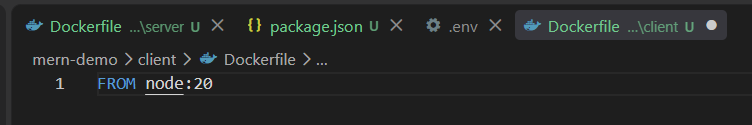 Dockerfile ...\server U
{} package.json U
.env
Dockerfile ...\client U
mern-demo > client > Dockerfile > ...
1 FROM node:20